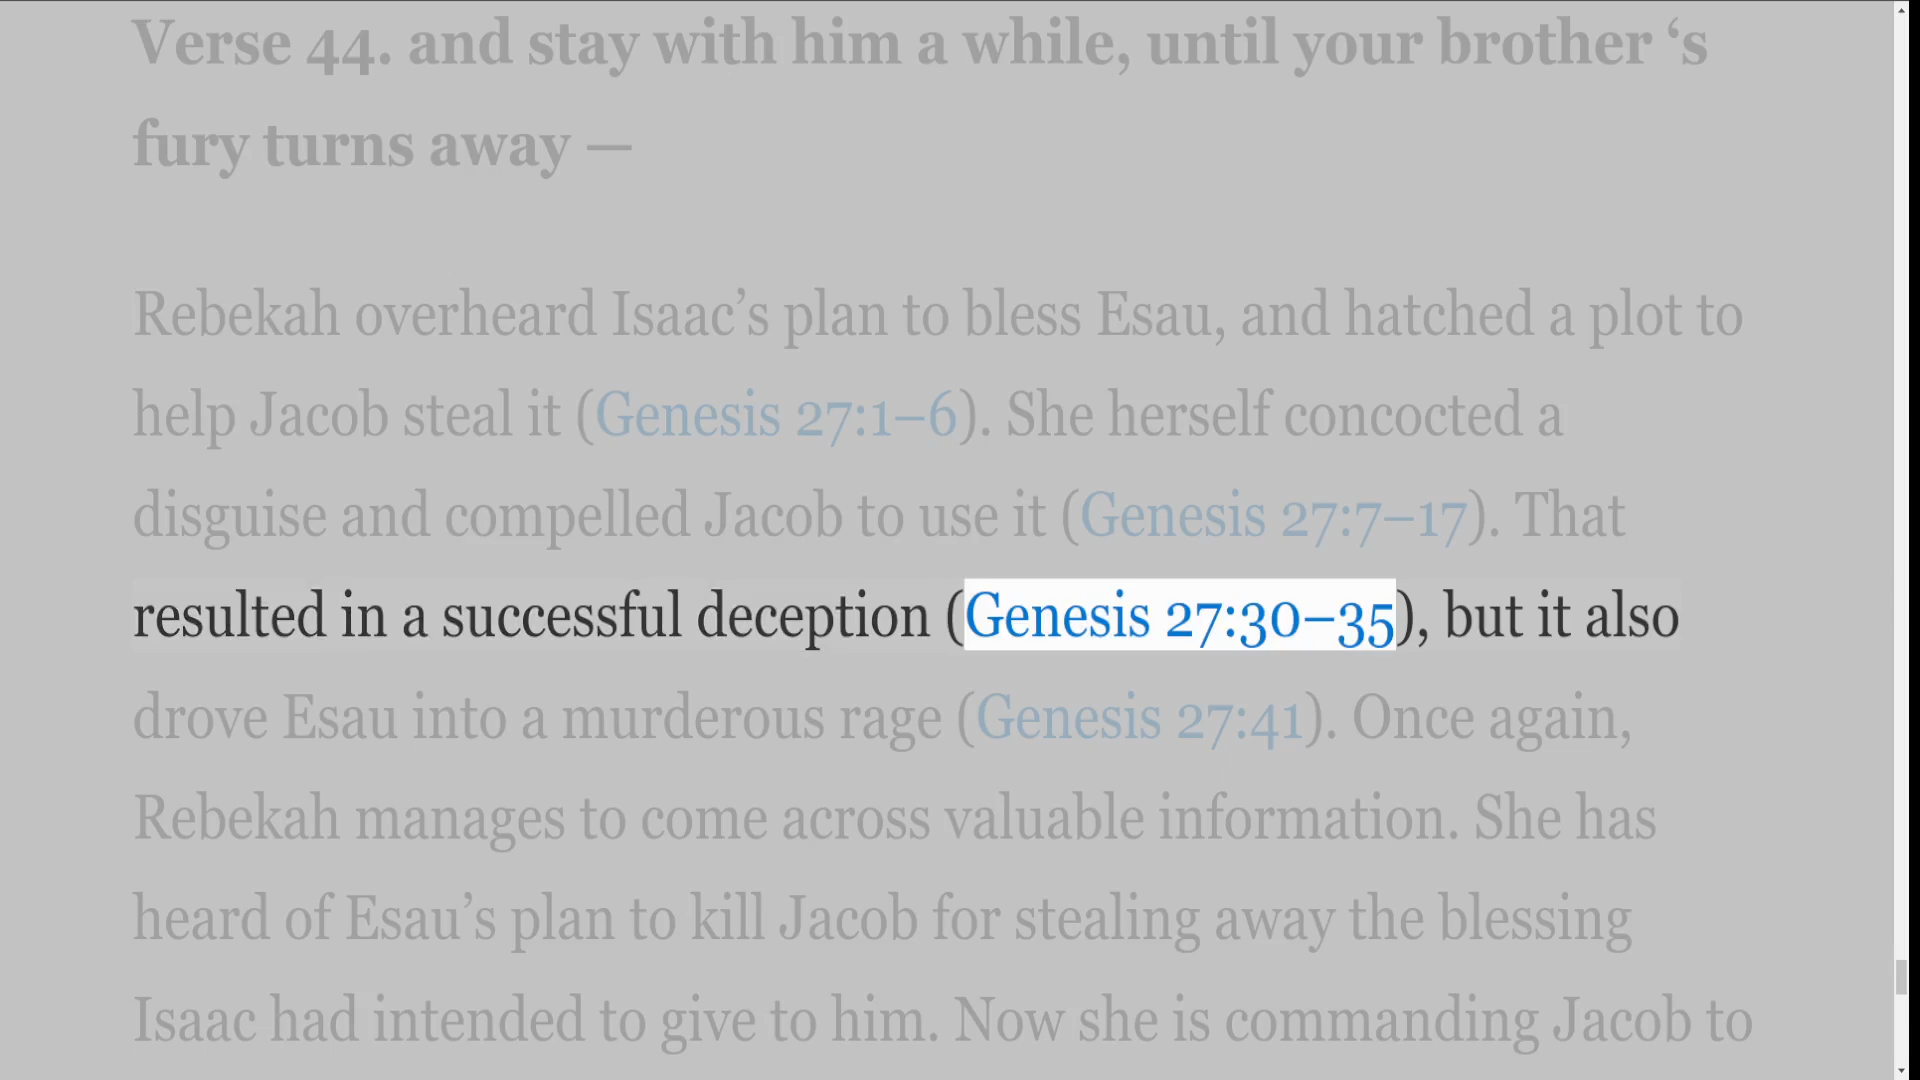 Verse 44. and stay with him a while, until your brother ‘s
fury turns away —
Rebekah overheard Isaac’s plan to bless Esau, and hatched a plot to
help Jacob steal it (Genesis 27:1–6). She herself concocted a
disguise and compelled Jacob to use it (Genesis 27:7–17). That
resulted in a successful deception (Genesis 27:30–35), but it also
drove Esau into a murderous rage (Genesis 27:41). Once again,
Rebekah manages to come across valuable information. She has
heard of Esau’s plan to kill Jacob for stealing away the blessing
Isaac had intended to give to him. Now she is commanding Jacob to